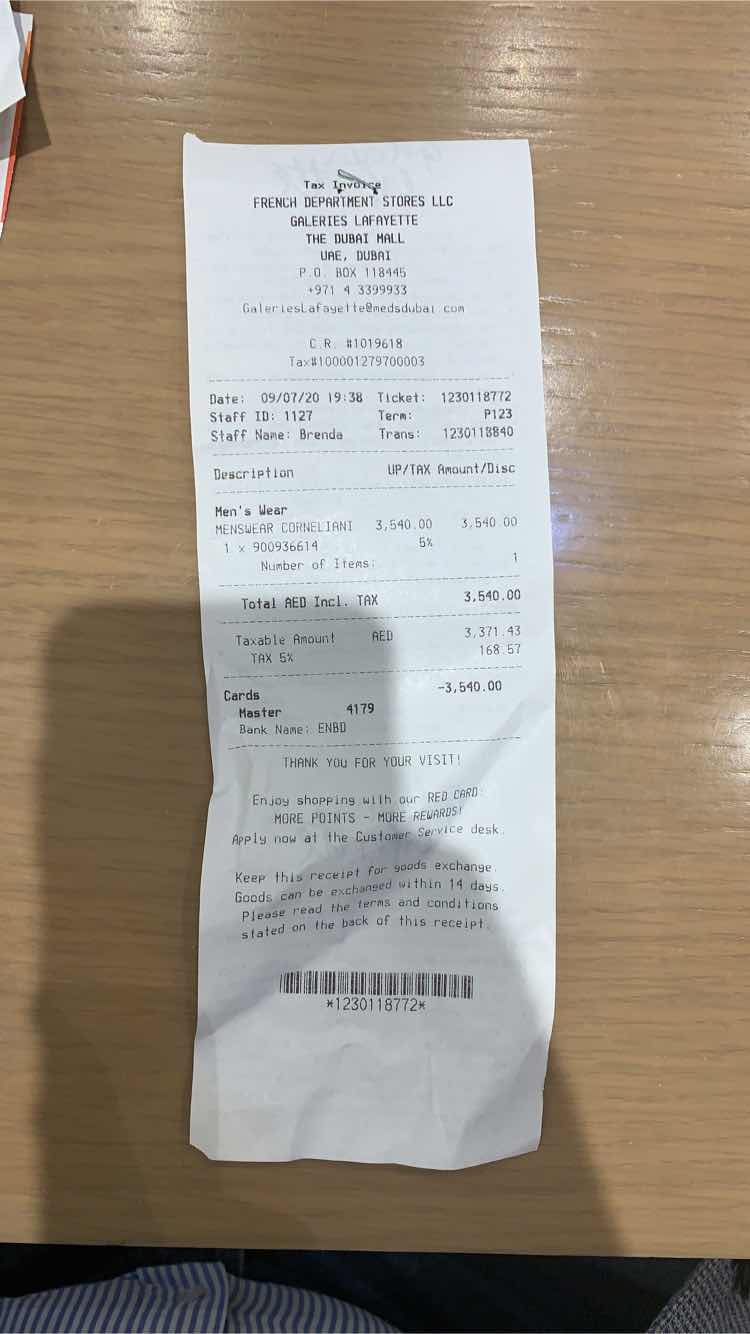 Tax Invoice
FRENCH DEPARTMENT STORES LLC
GALERIES LAFAYETTE
THE DUBAI MALL
UAE, DUBAI
P.O. BOX 118445
+971 4 3399933
GaleriesLafayette@medsdubai.com
C.R. #1019618
Tax#100001279700003
Date: 09/07/20 19:38 Ticket: 1230118772
Staff ID: 1127 Term: P123
Staff Name: Brenda Trans: 1230118840
Description UP/TAX Amount/Disc
Men's Wear
MENSWEAR CORNELIANI 3,540.00 3,540.00
1 x 900936614 5%
Number of Items: 1
Total AED Incl. TAX 3,540.00
Taxable Amount AED 3,371.43
TAX 5% 168.57
Cards -3,540.00
Master 4179
Bank Name: ENBD
THANK YOU FOR YOUR VISIT!
Enjoy shopping with our RED CARD:
MORE POINTS - MORE REWARDS!
Apply now at the Customer Service desk.
Keep this receipt for goods exchange.
Goods can be exchanged within 14 days.
Please read the terms and conditions
stated on the back of this receipt.
*1230118772*